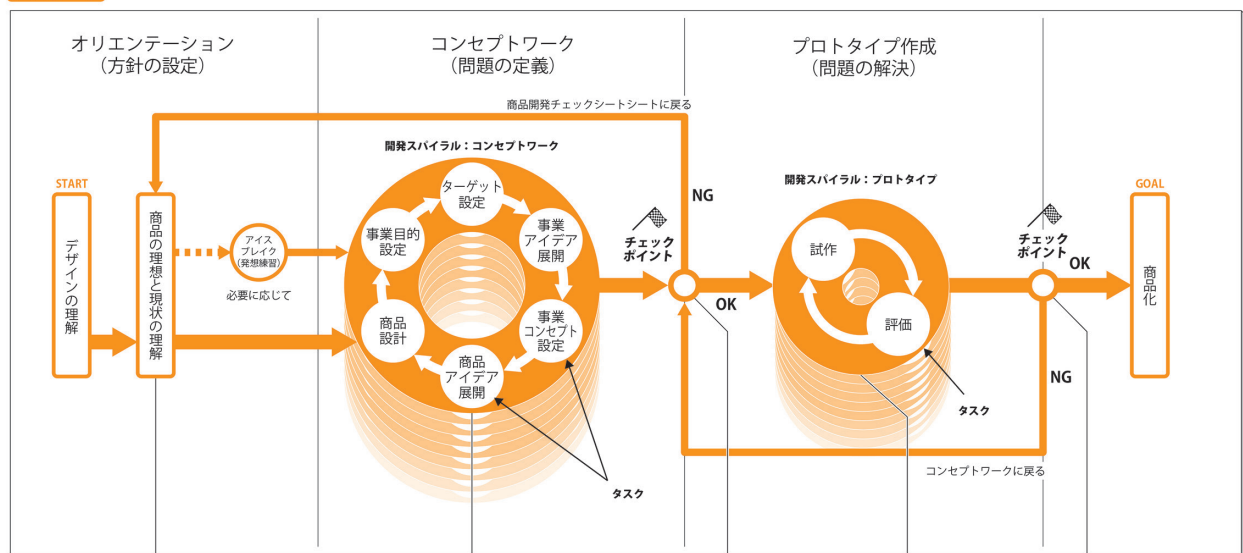 オリエンテーション
（方針の設定）
コンセプトワーク
（問題の定義）
プロトタイプ作成
（問題の解決）
商品開発チェックシートシートに戻る
START
デザインの理解
商品の理想と現状の理解
アイス
ブレイク
（発想練習）
必要に応じて
開発スパイラル：コンセプトワーク
ターゲット
設定
事業
アイデア
展開
事業
コンセプト
設定
商品
アイデア
展開
商品
設計
事業目的
設定
タスク
チェック
ポイント
NG
OK
開発スパイラル：プロトタイプ
試作
評価
タスク
チェック
ポイント
OK
NG
コンセプトワークに戻る
GOAL
商品化